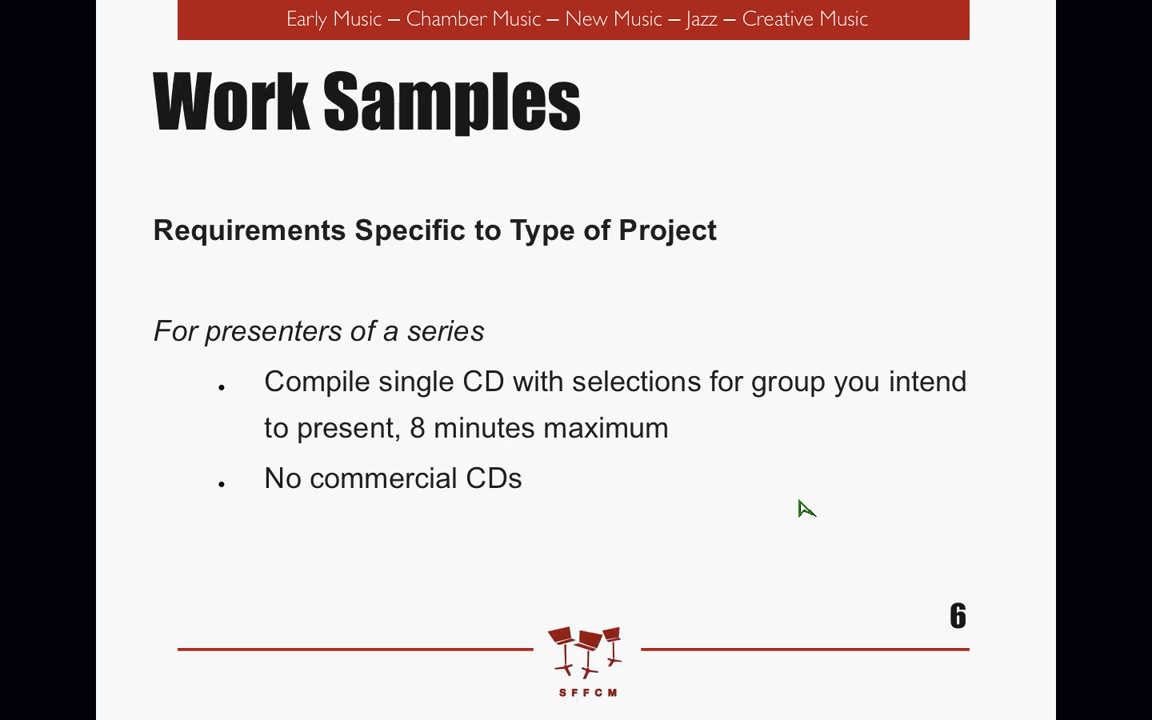 Early Music – Chamber Music – New Music – Jazz – Creative Music
Work Samples
Requirements Specific to Type of Project
For presenters of a series
• Compile single CD with selections for group you intend
to present, 8 minutes maximum
• No commercial CDs
6
SFFCM